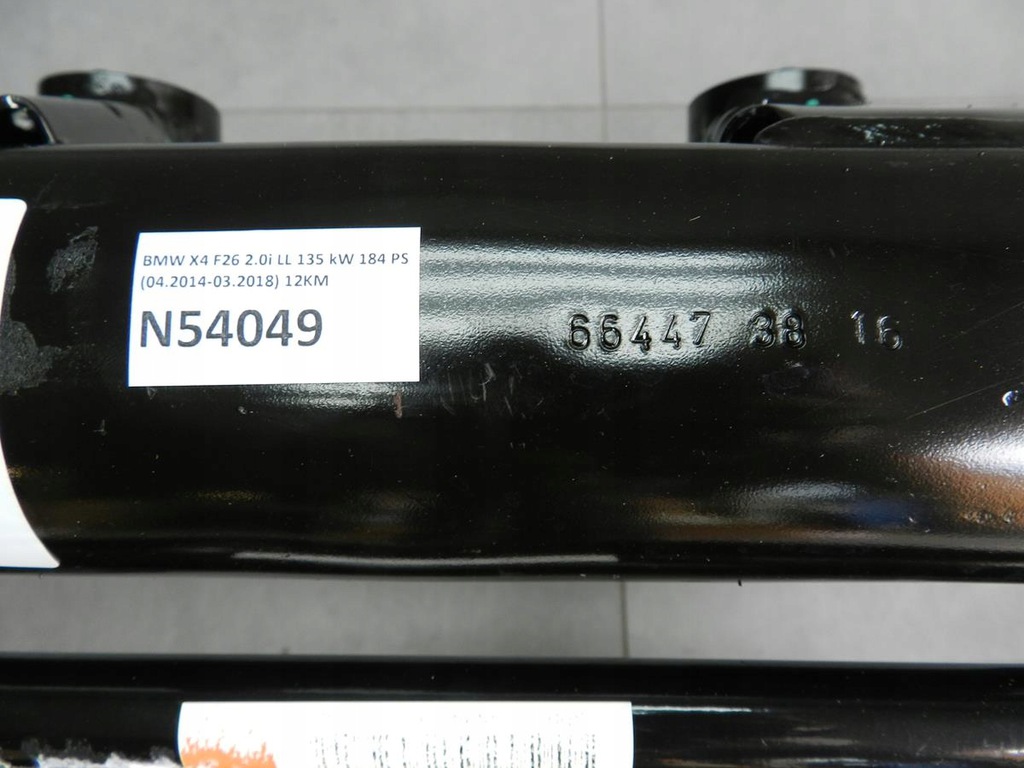 BMW X4 F26 2.0i LL 135 kW 184 PS
(04.2014-03.2018) 12KM
N54049
66447 38 16